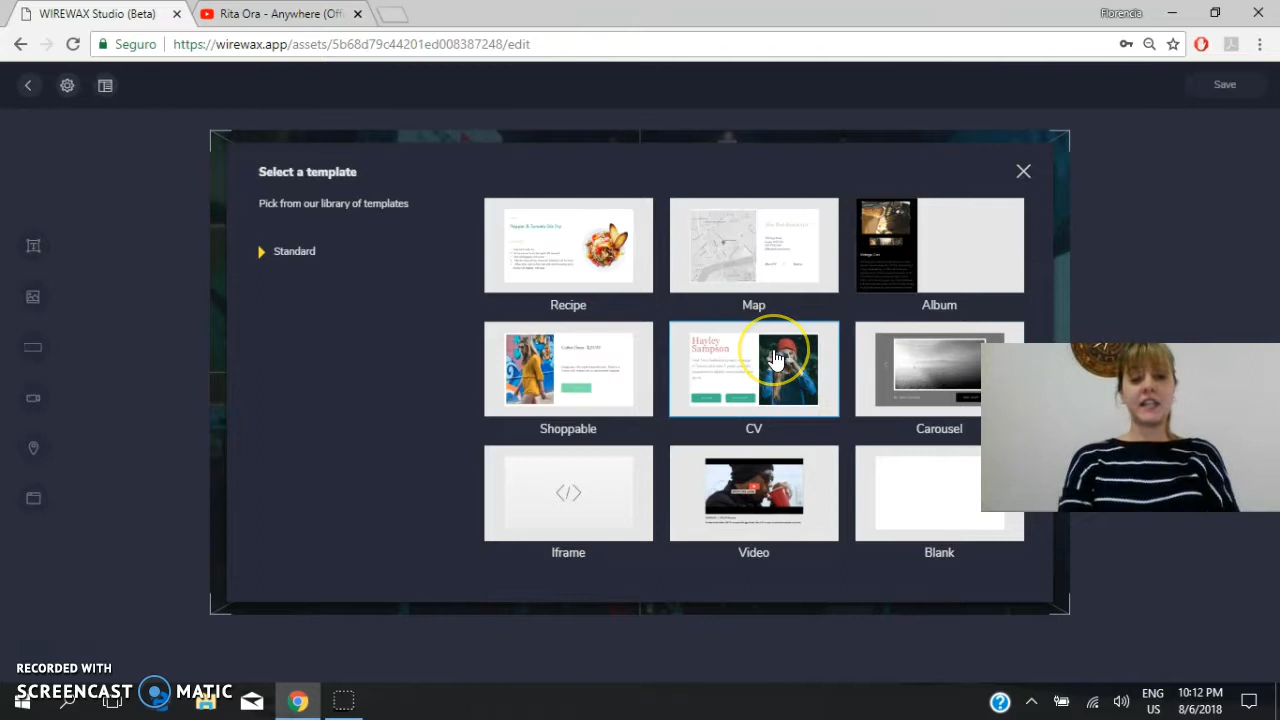 WIREWAX Studio (Beta)
Rita Ora - Anywhere (Offi
Florencia
Seguro
https://wirewax.app/assets/5b68d79c44201ed008387248/edit
Save
Select a template
Pick from our library of templates
Standard
Recipe
Map
Album
Hayley
Sampson
Shoppable
CV
Carousel
</>
Iframe
Video
Blank
RECORDED WITH
SCREENCAST MATIC
ENG
US
10:12 PM
8/6/2018